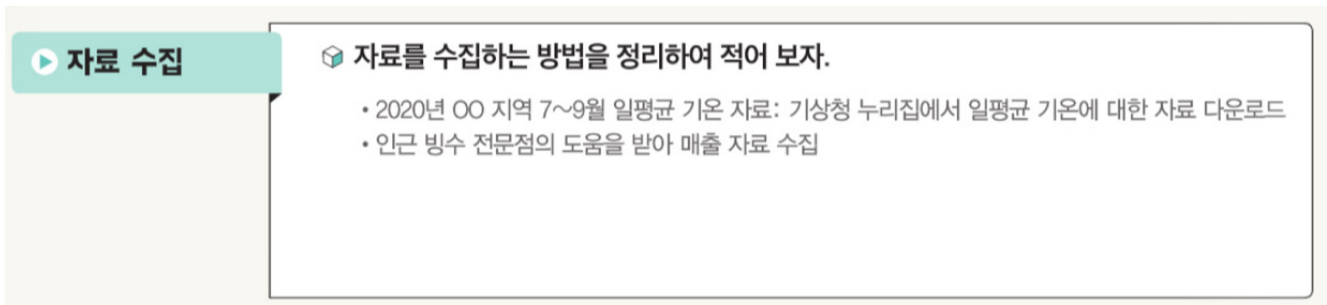 자료 수집
자료를 수집하는 방법을 정리하여 적어 보자.
• 2020년 OO 지역 7~9월 일평균 기온 자료: 기상청 누리집에서 일평균 기온에 대한 자료 다운로드
• 인근 빙수 전문점의 도움을 받아 매출 자료 수집